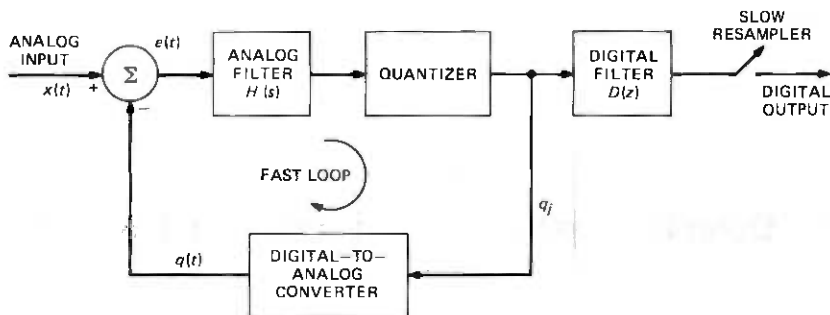 ANALOG
INPUT
x(t)
+
−
Σ
e(t)
ANALOG
FILTER
H (s)
QUANTIZER
DIGITAL
FILTER
D(z)
SLOW
RESAMPLER
DIGITAL
OUTPUT
FAST LOOP
q(t)
DIGITAL–TO–
ANALOG
CONVERTER
qj